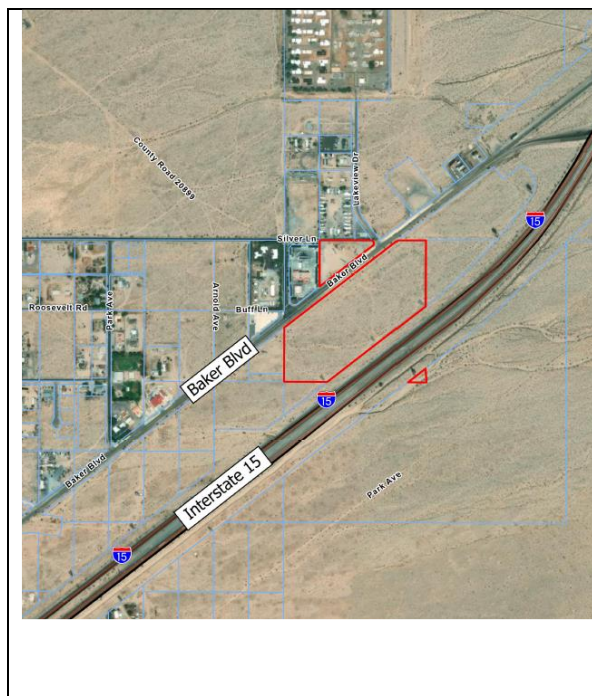 County Road 20899
Lakeview Dr
15
Silver Ln
Baker Blvd
Roosevelt Rd
Park Ave
Arnold Ave
Buff Ln
Baker Blvd
15
Baker Blvd
Interstate 15
Park Ave
15